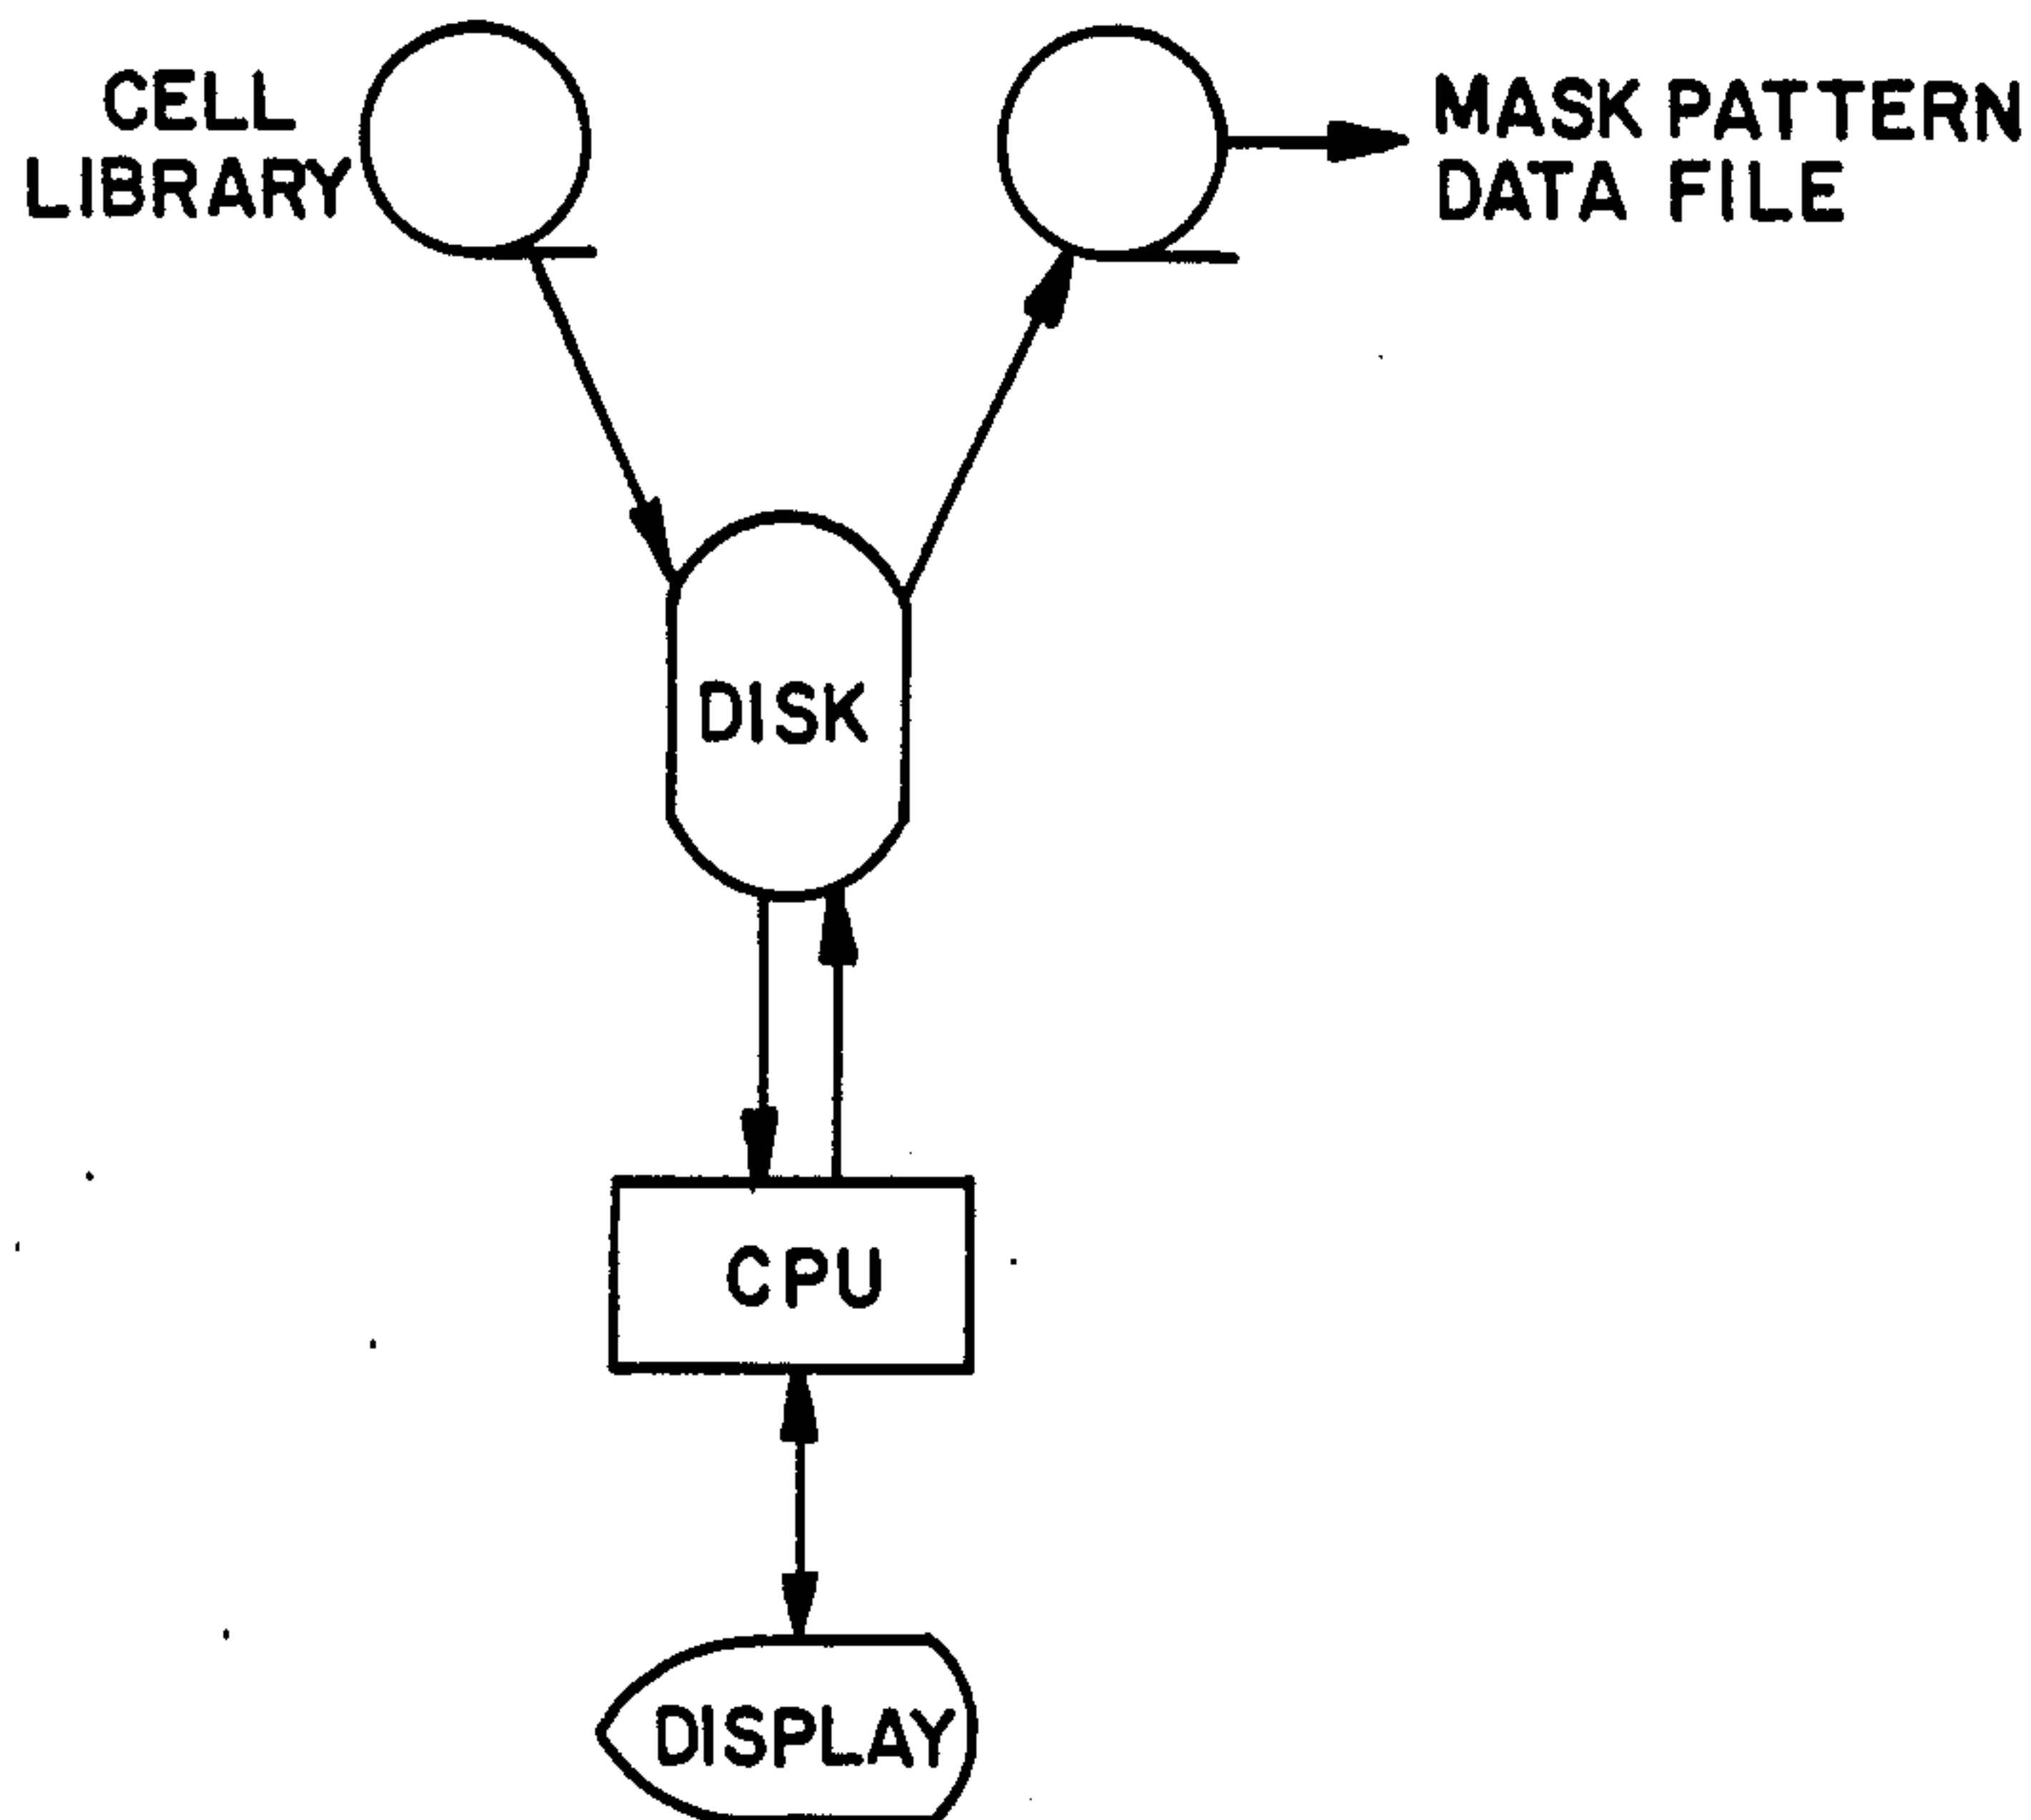 CELL
LIBRARY
MASK PATTERN
DATA FILE
DISK
CPU
DISPLAY